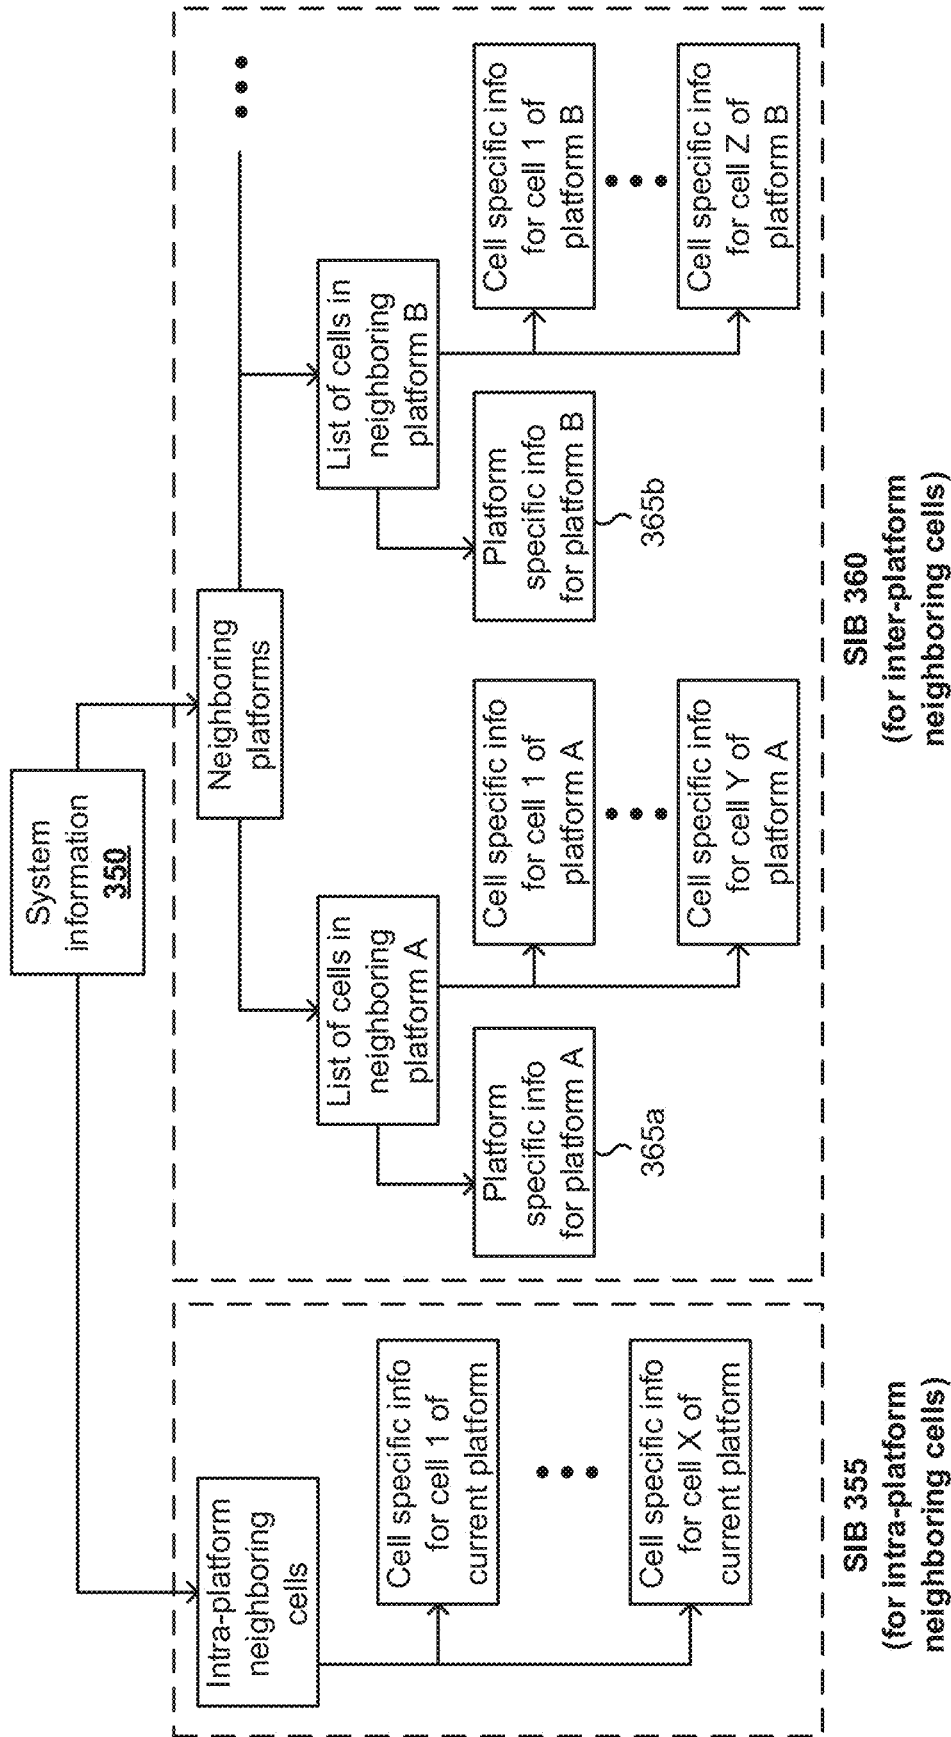 System
information
350
Intra-platform
neighboring
cells
Cell specific info
for cell 1 of
current platform
Cell specific info
for cell X of
current platform
SIB 355
(for intra-platform
neighboring cells)
Neighboring
platforms
List of cells in
neighboring
platform A
Platform
specific info
for platform A
365a
Cell specific info
for cell 1 of
platform A
Cell specific info
for cell Y of
platform A
List of cells in
neighboring
platform B
Platform
specific info
for platform B
365b
Cell specific info
for cell 1 of
platform B
Cell specific info
for cell Z of
platform B
SIB 360
(for inter-platform
neighboring cells)